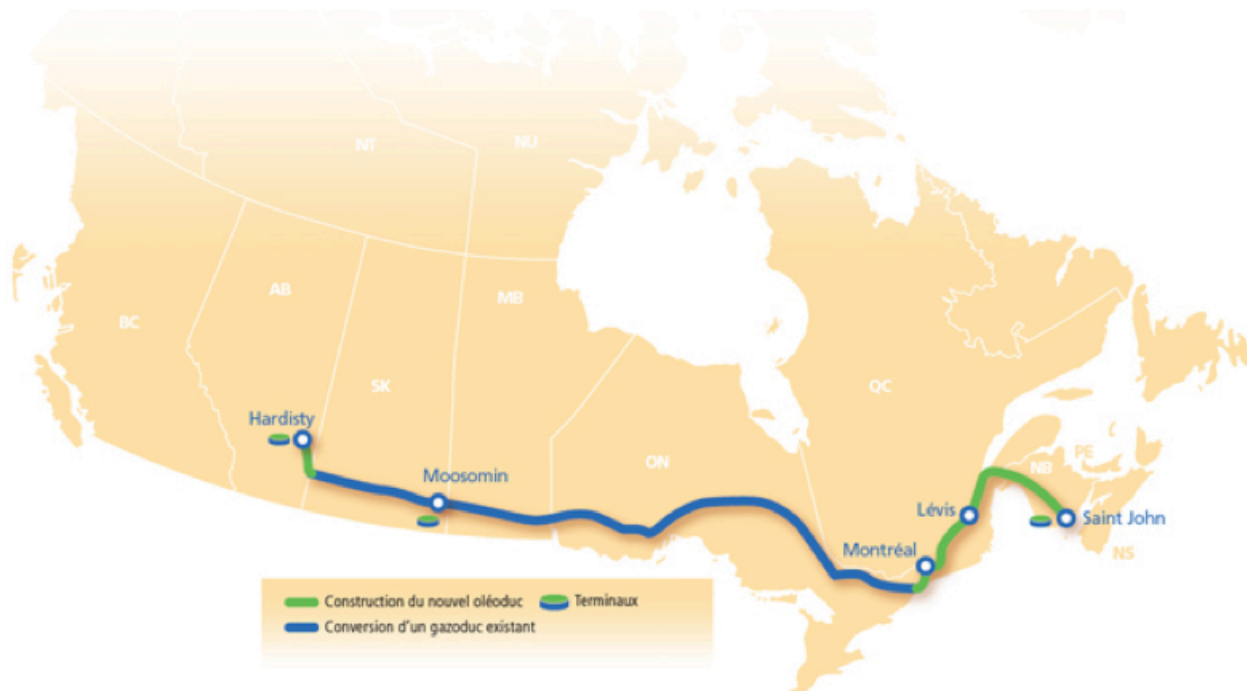 NT
NU
AB
BC
MB
SK
QC
Hardisty
Moosomin
ON
PE
NB
Lévis
Saint John
Montréal
NS
Construction du nouvel oléoduc
Terminaux
Conversion d'un gazoduc existant